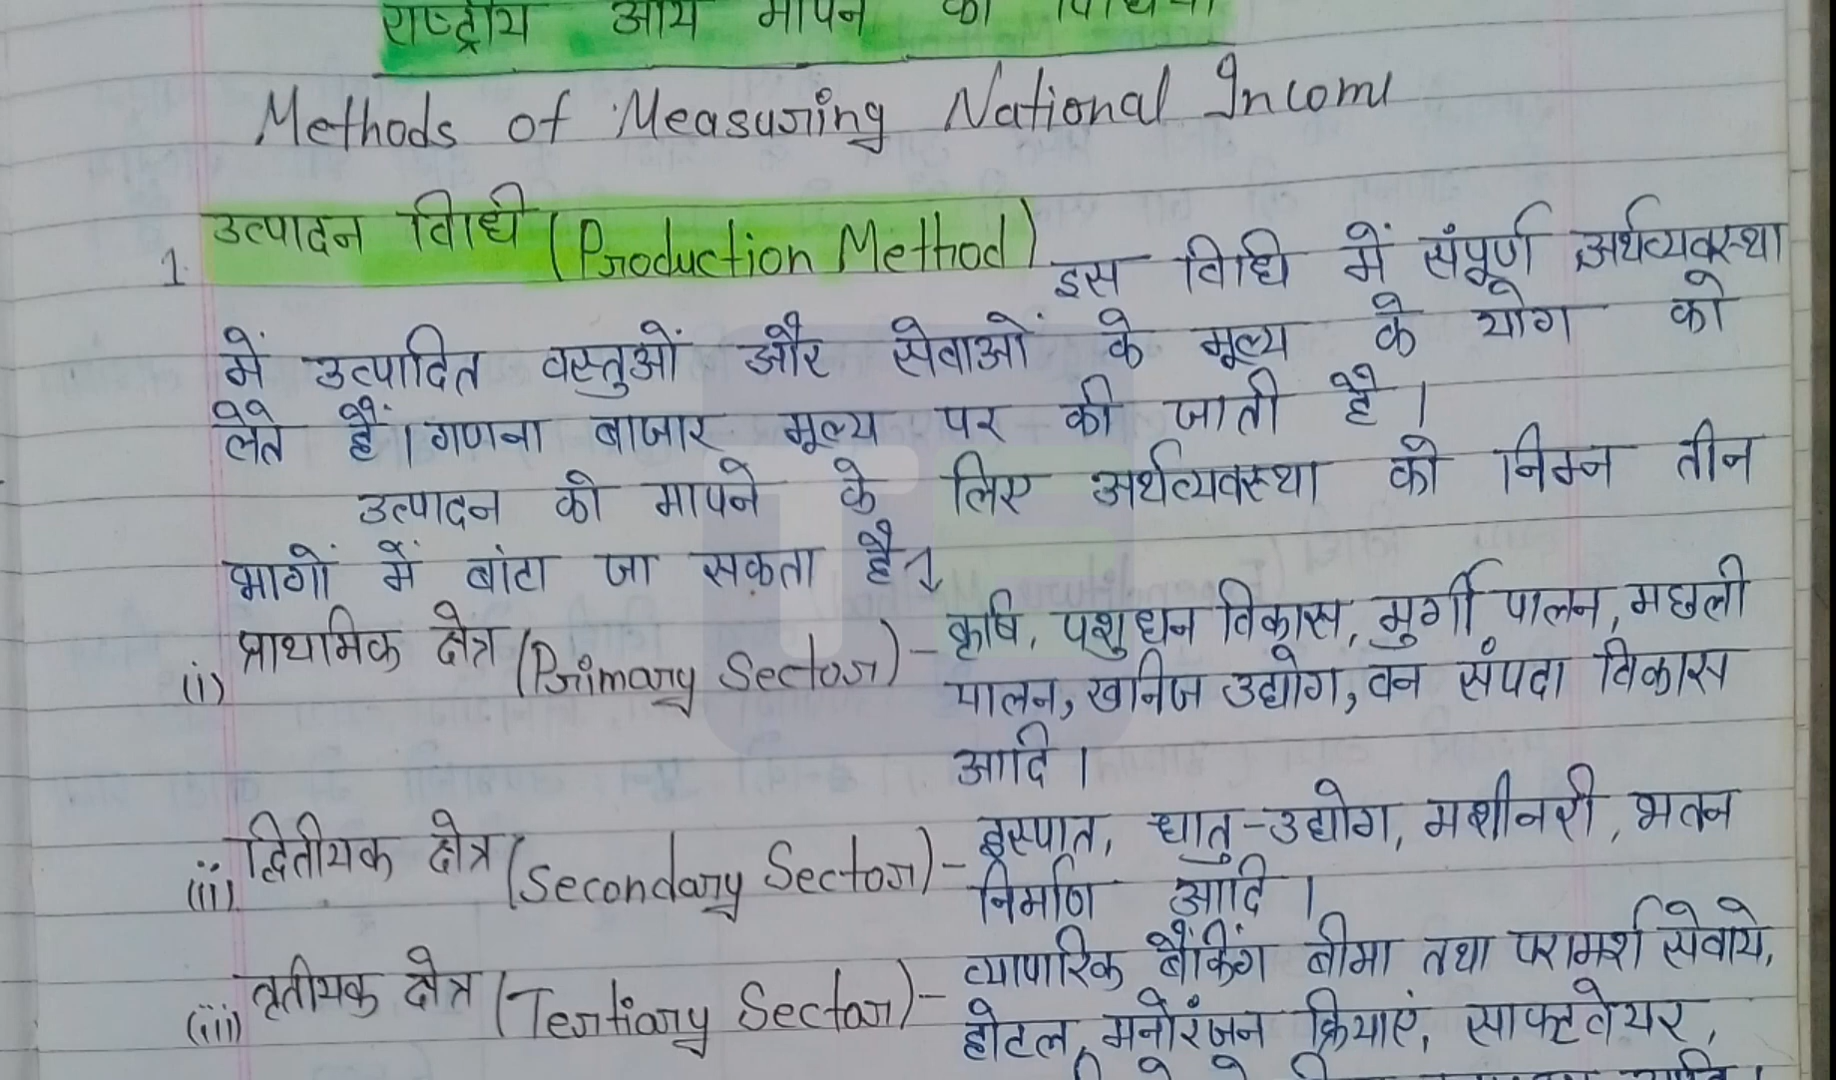 राष्ट्रीय आय मापन की विधियाँ
Methods of Measuring National Income
1. उत्पादन विधि (Production Method) इस विधि में संपूर्ण अर्थव्यवस्था
में उत्पादित वस्तुओं और सेवाओं के मूल्य के योग को
लेते हैं। गणना बाजार मूल्य पर की जाती है।
उत्पादन को मापने के लिए अर्थव्यवस्था को निम्न तीन
भागों में बांटा जा सकता है
(i) प्राथमिक क्षेत्र (Primary Sector) - कृषि, पशुधन विकास, मुर्गी पालन, मछली
पालन, खनिज उद्योग, वन संपदा विकास
आदि।
(ii) द्वितीयक क्षेत्र (Secondary Sector) - इस्पात, धातु-उद्योग, मशीनरी, भवन
निर्माण आदि।
(iii) तृतीयक क्षेत्र (Tertiary Sector) - व्यापारिक बैंकिंग बीमा तथा परामर्श सेवाये,
होटल, मनोरंजन क्रियाएं, साफ्टवेयर,